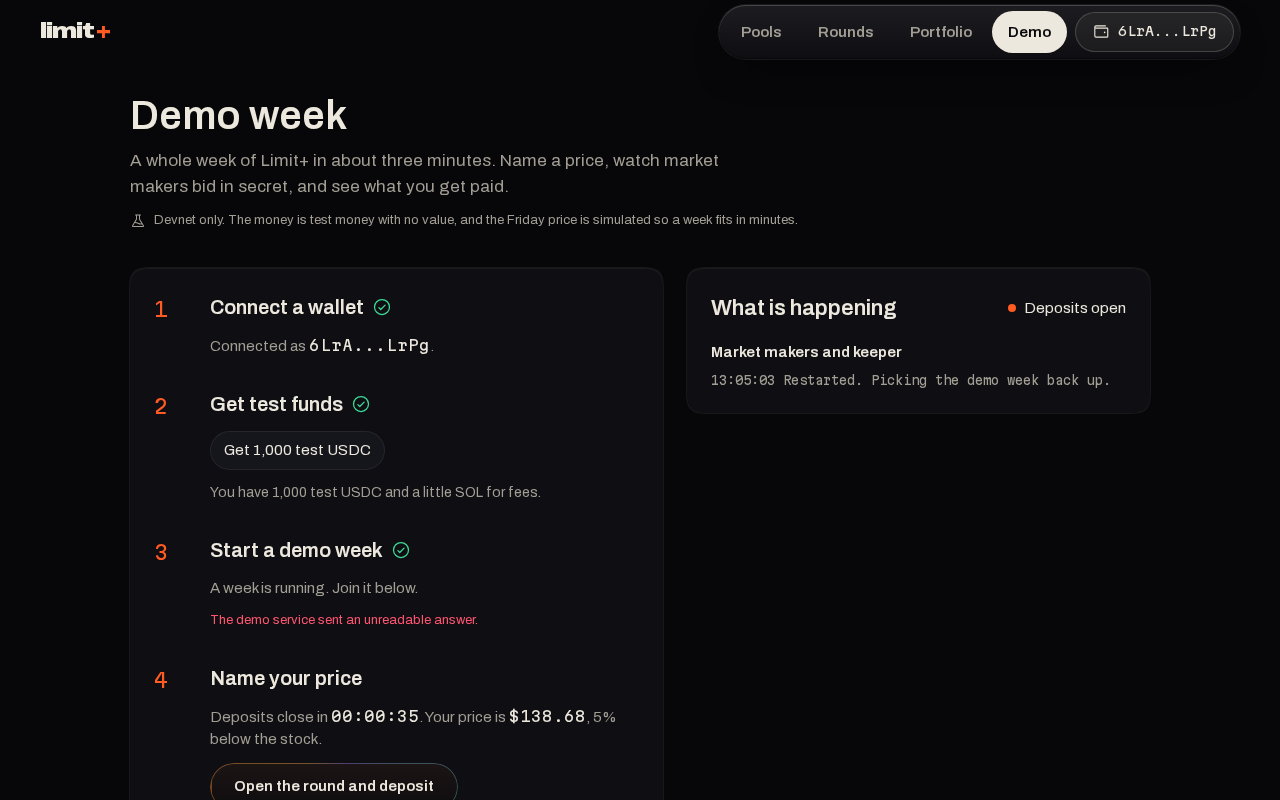 limit+
Pools
Rounds
Portfolio
Demo
6LrA...LrPg
Demo week
A whole week of Limit+ in about three minutes. Name a price, watch market
makers bid in secret, and see what you get paid.
Devnet only. The money is test money with no value, and the Friday price is simulated so a week fits in minutes.
1
Connect a wallet
Connected as 6LrA...LrPg.
2
Get test funds
Get 1,000 test USDC
You have 1,000 test USDC and a little SOL for fees.
3
Start a demo week
A week is running. Join it below.
The demo service sent an unreadable answer.
4
Name your price
Deposits close in 00:00:35. Your price is $138.68, 5%
below the stock.
Open the round and deposit
What is happening
Deposits open
Market makers and keeper
13:05:03 Restarted. Picking the demo week back up.